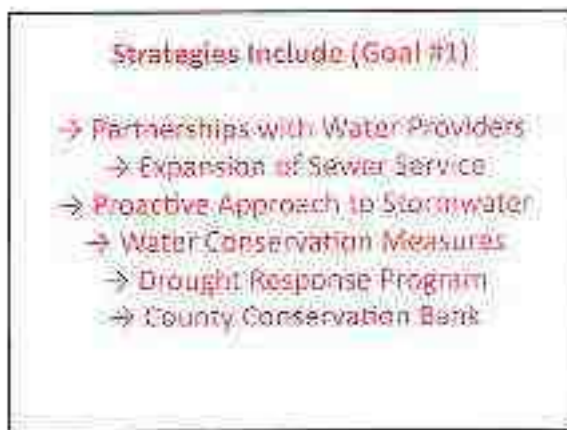 Strategies Include (Goal #1)
→ Partnerships with Water Providers
→ Expansion of Sewer Service
→ Proactive Approach to Stormwater
→ Water Conservation Measures
→ Drought Response Program
→ County Conservation Bank